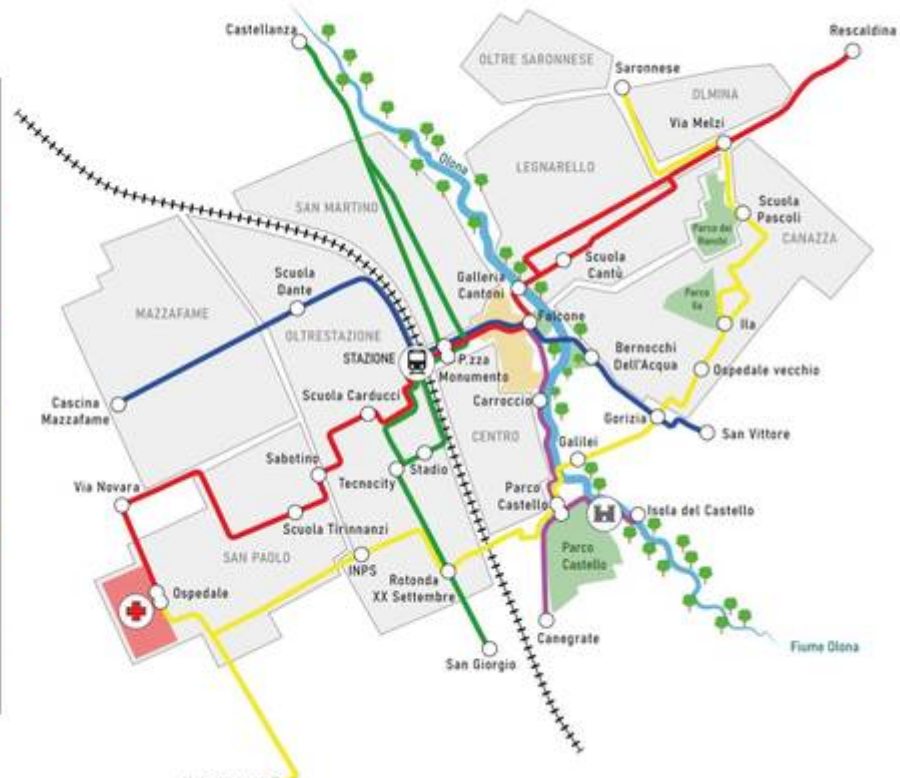 Castellanza
Rescaldina
OLTRE SARONNESE
Saronnese
OLMINA
Via Melzi
Olona
LEGNARELLO
SAN MARTINO
Scuola
Pascoli
Parco dei
Ronchi
CANAZZA
Scuola
Cantù
Galleria
Cantoni
Scuola
Dante
MAZZAFAME
OLTRESTAZIONE
Parco
Ila
Falcone
Ila
STAZIONE
P.zza
Monumento
Bernocchi
Dell'Acqua
Ospedale vecchio
Scuola Carducci
Carroccio
Cascina
Mazzafame
Gorizia
San Vittore
CENTRO
Galilei
Sabotino
Stadio
Tecnocity
Via Novara
Parco
Castello
Isola del Castello
Scuola Tirinnanzi
SAN PAOLO
INPS
Parco
Castello
Rotonda
XX Settembre
Ospedale
Canegrate
San Giorgio
Fiume Olona